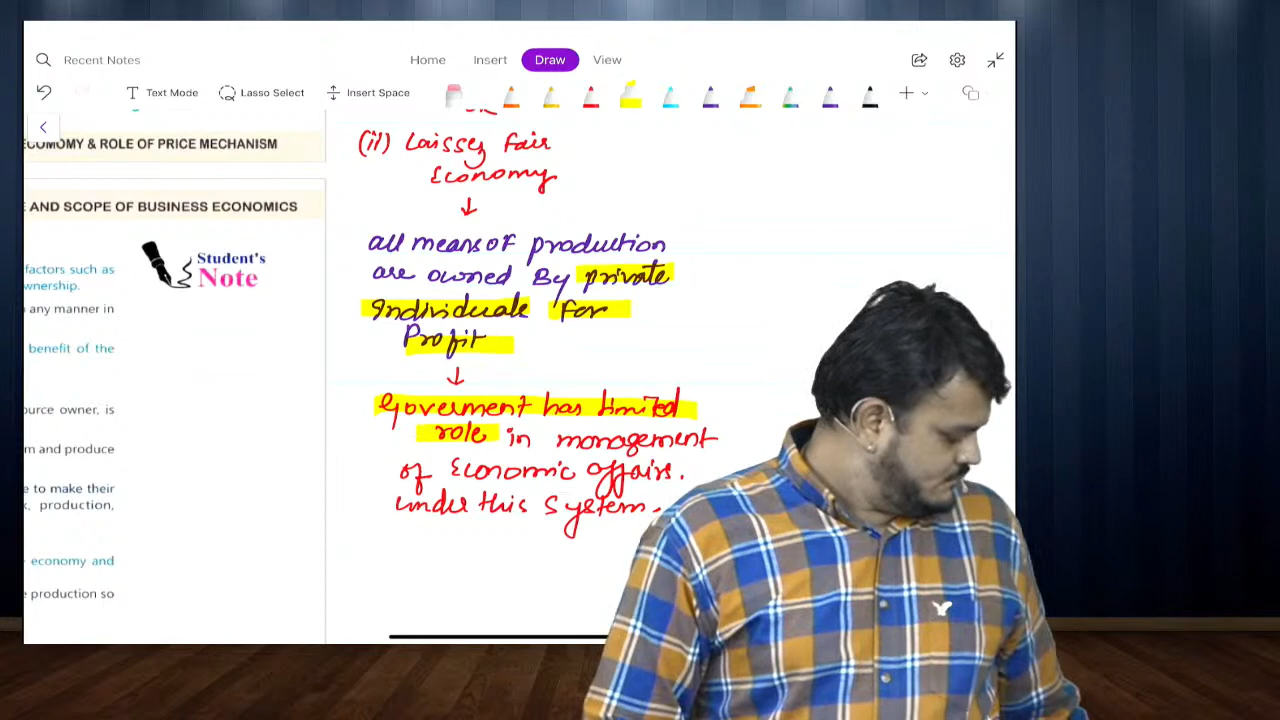 Recent Notes
Home Insert Draw View
Text Mode Lasso Select Insert Space
ECOMOMY & ROLE OF PRICE MECHANISM
E AND SCOPE OF BUSINESS ECONOMICS
Student's
Note
factors such as
wnership.
any manner in
benefit of the
ource owner, is
m and produce
e to make their
production,
economy and
e production so
(ii) Laissez fair
Economy
↓
all means of production
are owned By private
Individuals for
Profit
↓
Goverment has limited
role in management
of Economic affairs.
under this system.